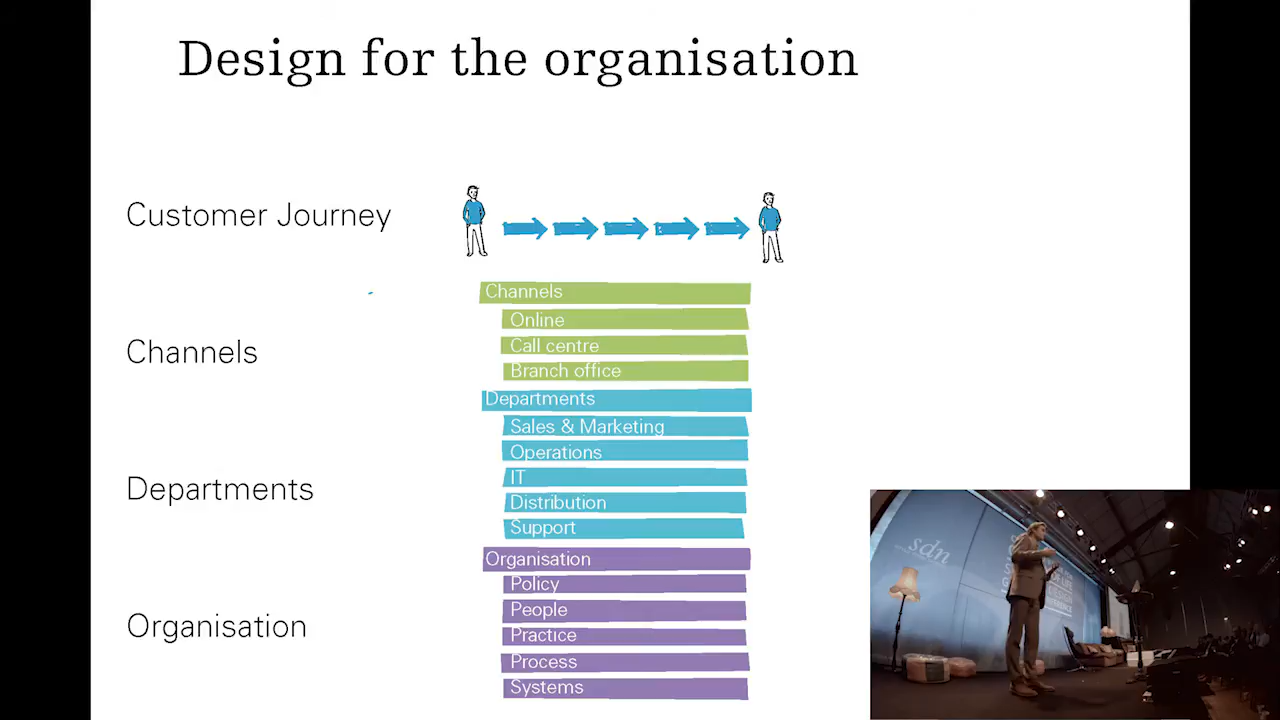 Design for the organisation
Customer Journey
Channels
Departments
Organisation
Channels
Online
Call centre
Branch office
Departments
Sales & Marketing
Operations
IT
Distribution
Support
Organisation
Policy
People
Practice
Process
Systems
sdn